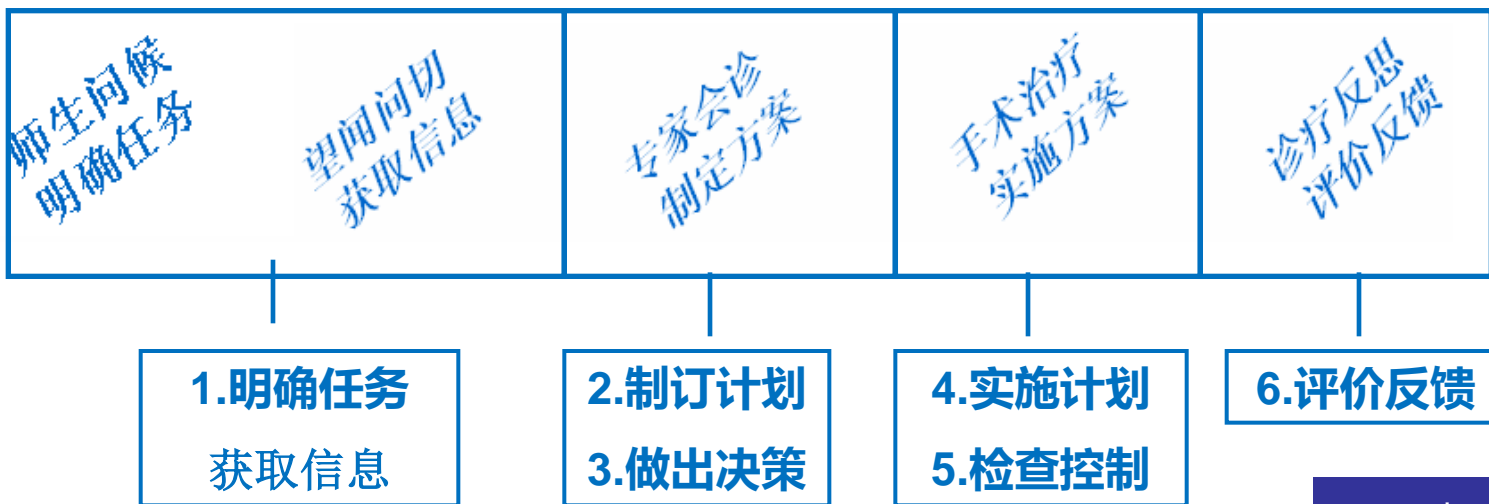 师生问候
明确任务
望闻问切
获取信息
专家会诊
制定方案
手术治疗
实施方案
诊疗反思
评价反馈
1.明确任务
获取信息
2.制订计划
3.做出决策
4.实施计划
5.检查控制
6.评价反馈